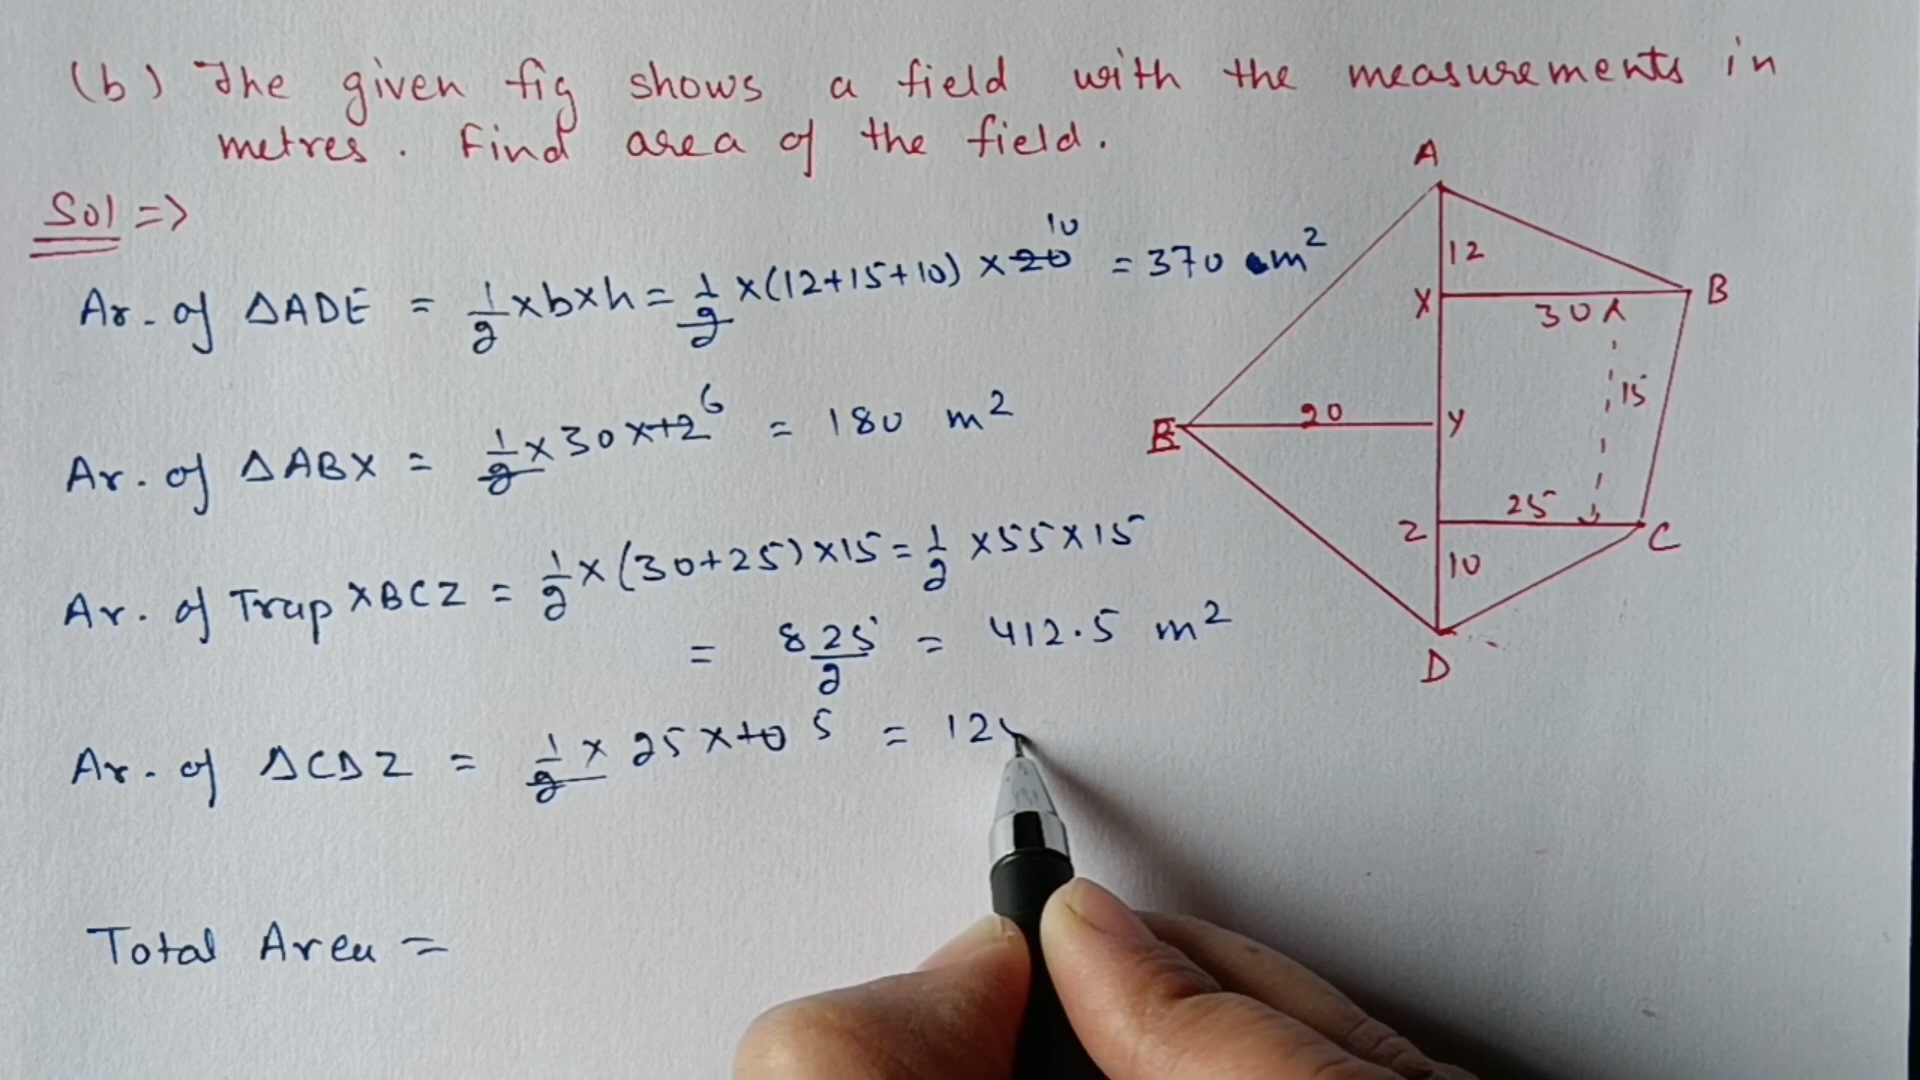 (b) The given fig shows a field with the measurements in
metres. Find area of the field.
Sol =>
Ar. of ΔADE = 1/2 × b × h = 1/2 × (12+15+10) × 20 10 = 370 m²
Ar. of ΔABX = 1/2 × 30 × 12 6 = 180 m²
Ar. of Trap XBCZ = 1/2 × (30+25) × 15 = 1/2 × 55 × 15
= 825/2 = 412.5 m²
Ar. of ΔCDZ = 1/2 × 25 × 10 5 = 12
Total Area =
A
12
X
30
B
15
E
20
Y
25
Z
C
10
D